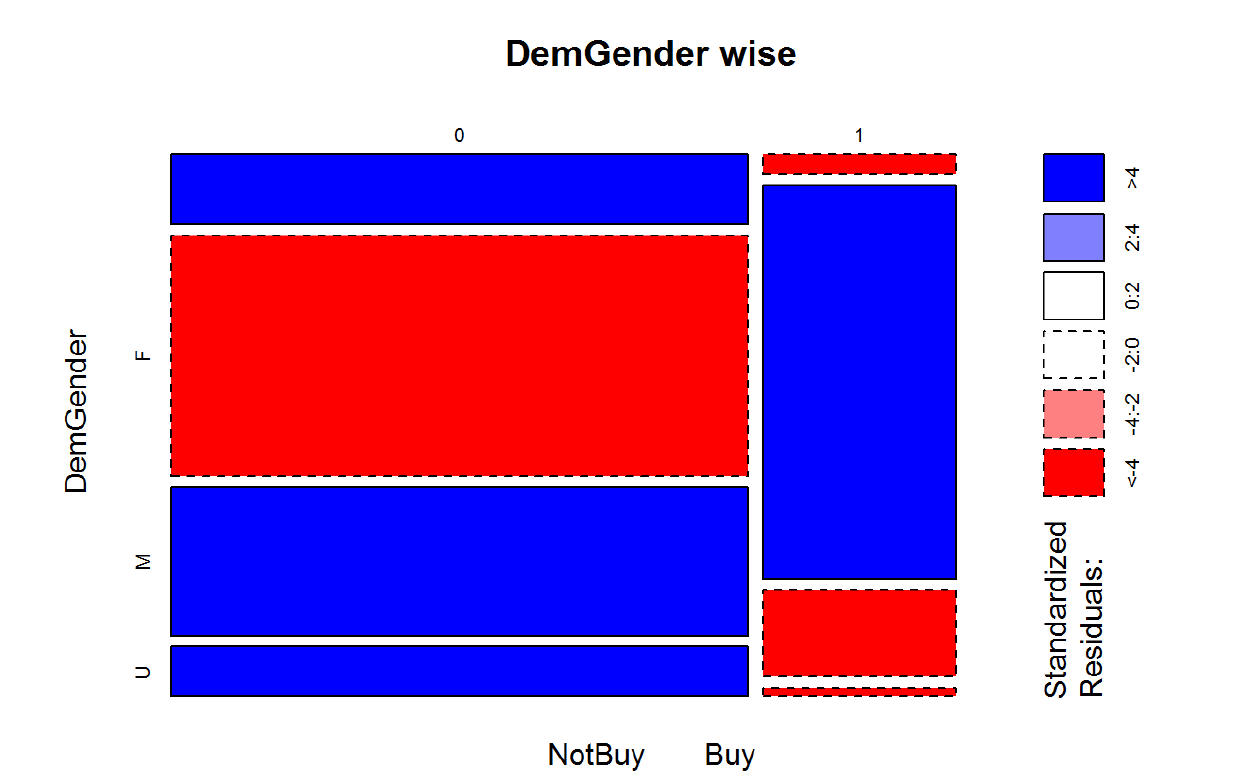 DemGender wise
0 1
DemGender
F
M
U
>4
2:4
0:2
-2:0
-4:-2
<-4
Standardized
Residuals:
NotBuy Buy